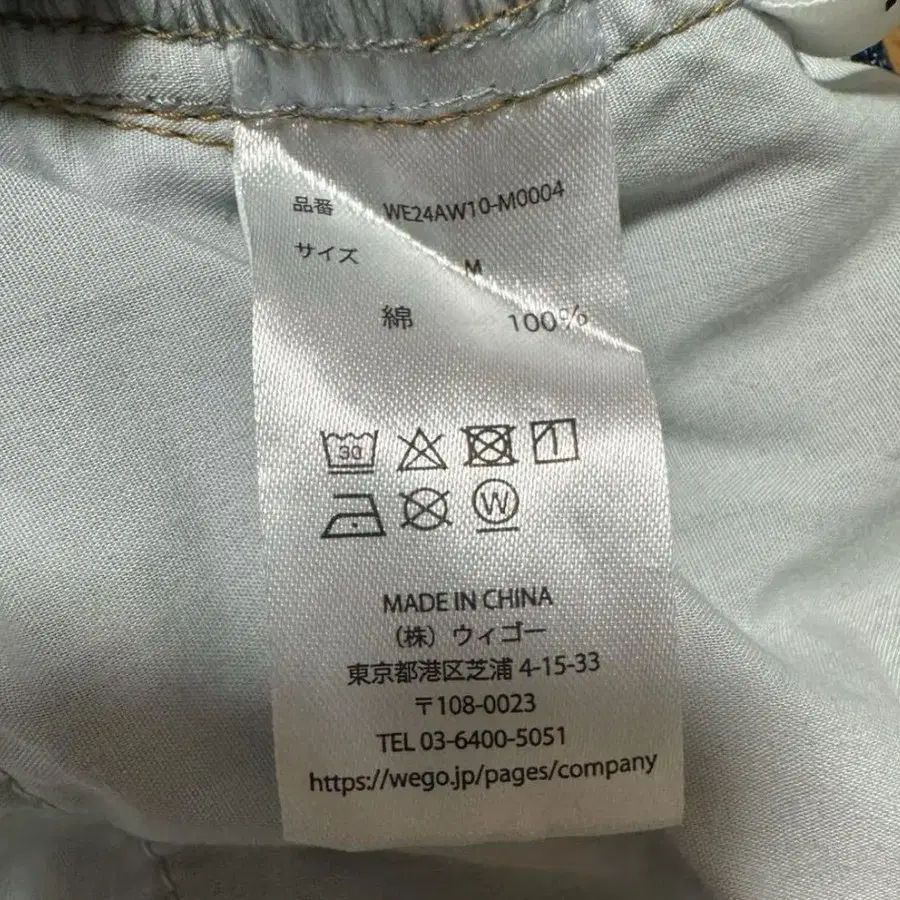 品番 WE24AW10-M0004
サイズ M
綿 100%
30
W
MADE IN CHINA
（株）ウィゴー
東京都港区芝浦 4-15-33
〒108-0023
TEL 03-6400-5051
https://wego.jp/pages/company